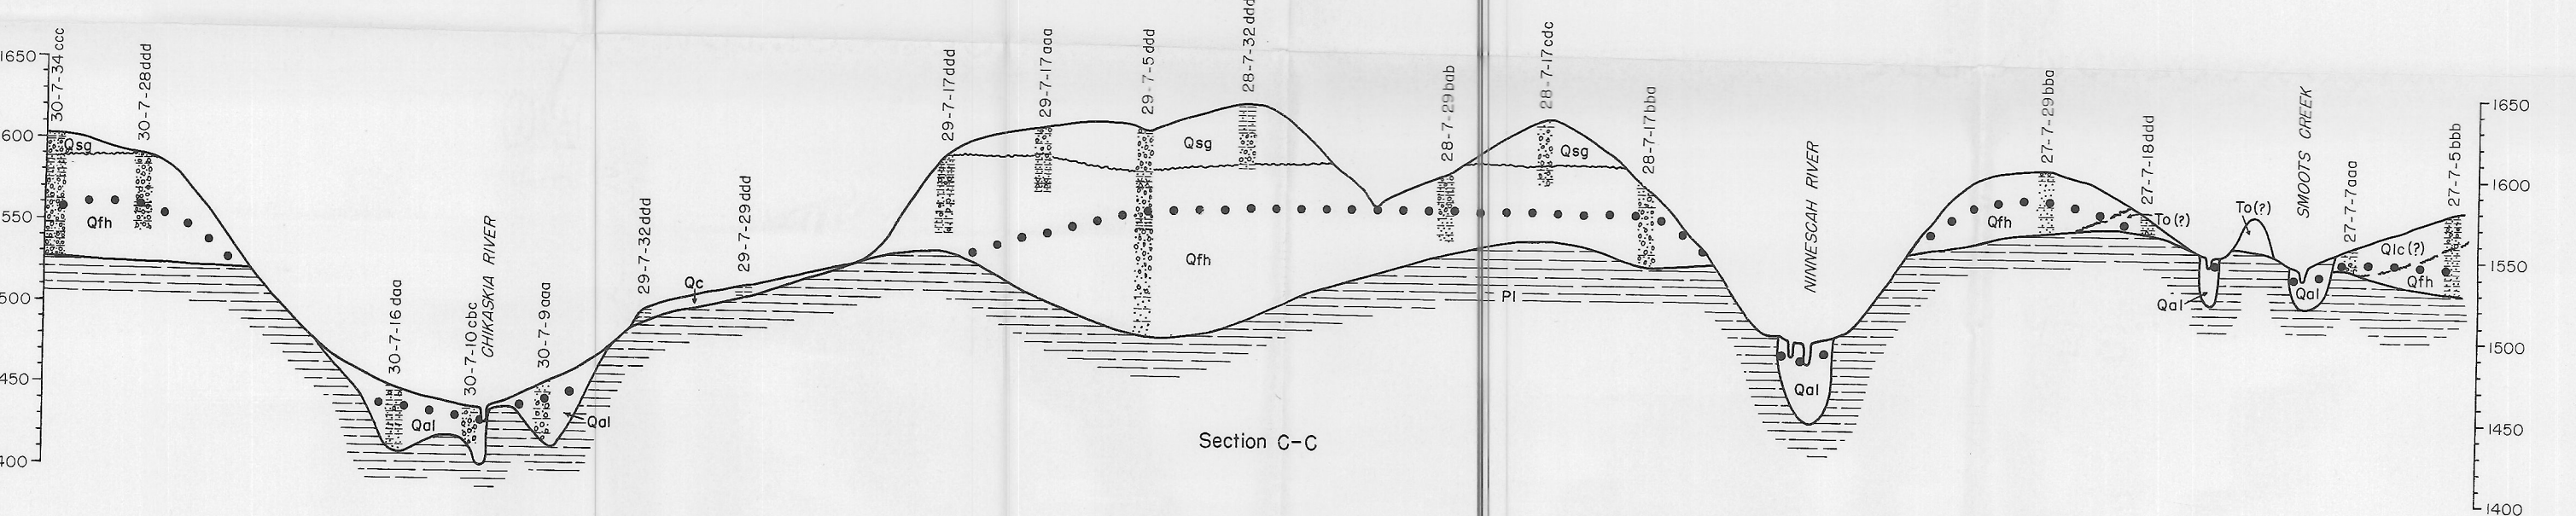 1650
600
550
500
450
400
30-7-34ccc
30-7-28ddd
Qsg
Qfh
30-7-16daa
30-7-10cbc
CHIKASKIA RIVER
30-7-9aaa
Qal
Qal
29-7-32ddd
Qc
29-7-29ddd
29-7-17ddd
29-7-17aaa
29-7-5ddd
28-7-32ddd
Qsg
Qfh
28-7-29bab
28-7-17cdc
Qsg
28-7-17bba
Pl
Section C-C
NINNESCAH RIVER
Qal
27-7-29bba
Qfh
27-7-18ddd
To(?)
Qal
To(?)
SMOOTS CREEK
Qal
27-7-7aaa
Qlc(?)
Qfh
27-7-5bbb
1650
1600
1550
1500
1450
1400